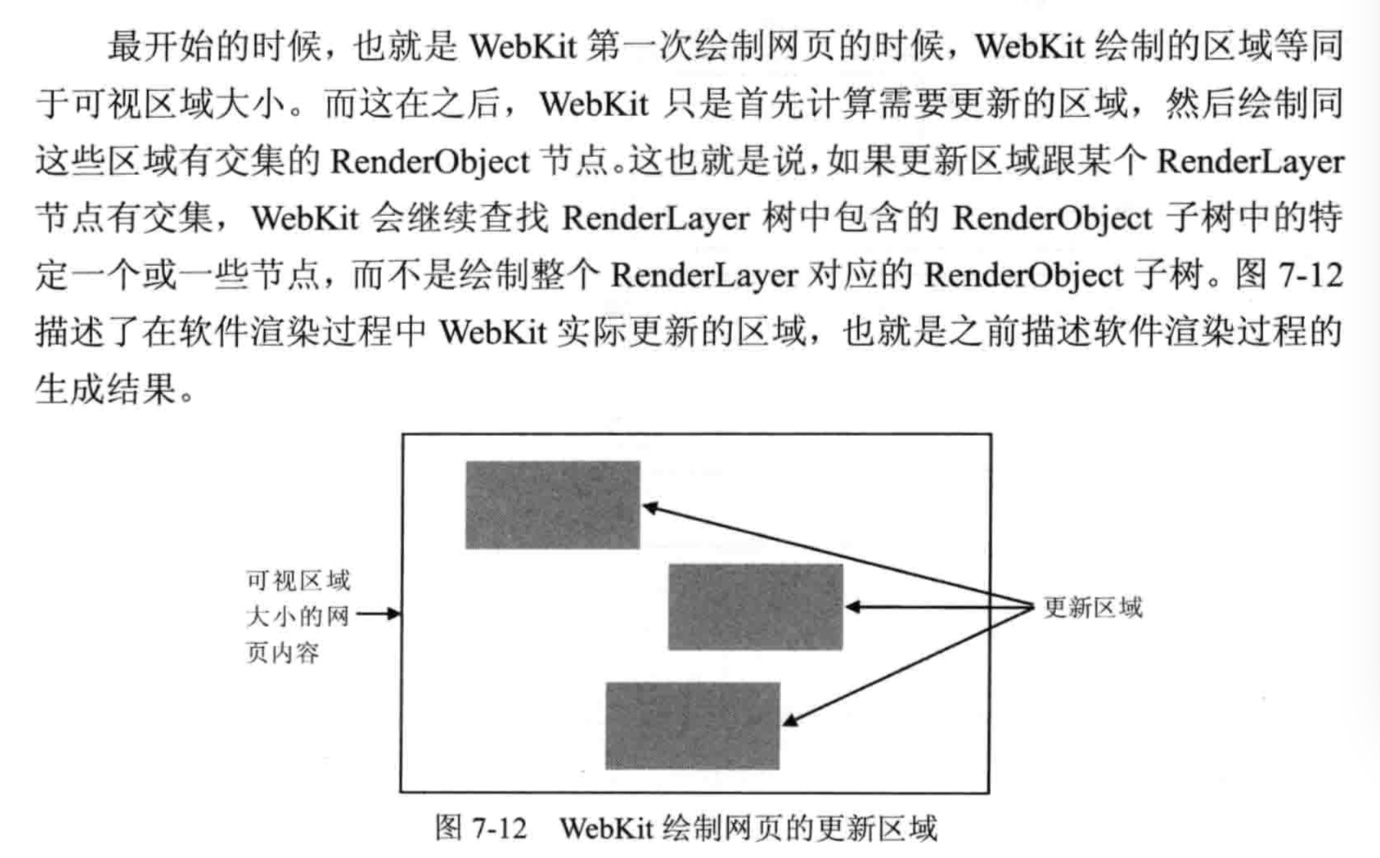 最开始的时候，也就是 WebKit 第一次绘制网页的时候，WebKit 绘制的区域等同
于可视区域大小。而这在之后，WebKit 只是首先计算需要更新的区域，然后绘制同
这些区域有交集的 RenderObject 节点。这也就是说，如果更新区域跟某个 RenderLayer
节点有交集，WebKit 会继续查找 RenderLayer 树中包含的 RenderObject 子树中的特
定一个或一些节点，而不是绘制整个 RenderLayer 对应的 RenderObject 子树。图 7-12
描述了在软件渲染过程中 WebKit 实际更新的区域，也就是之前描述软件渲染过程的
生成结果。
可视区域
大小的网
页内容
更新区域
图 7-12 WebKit 绘制网页的更新区域